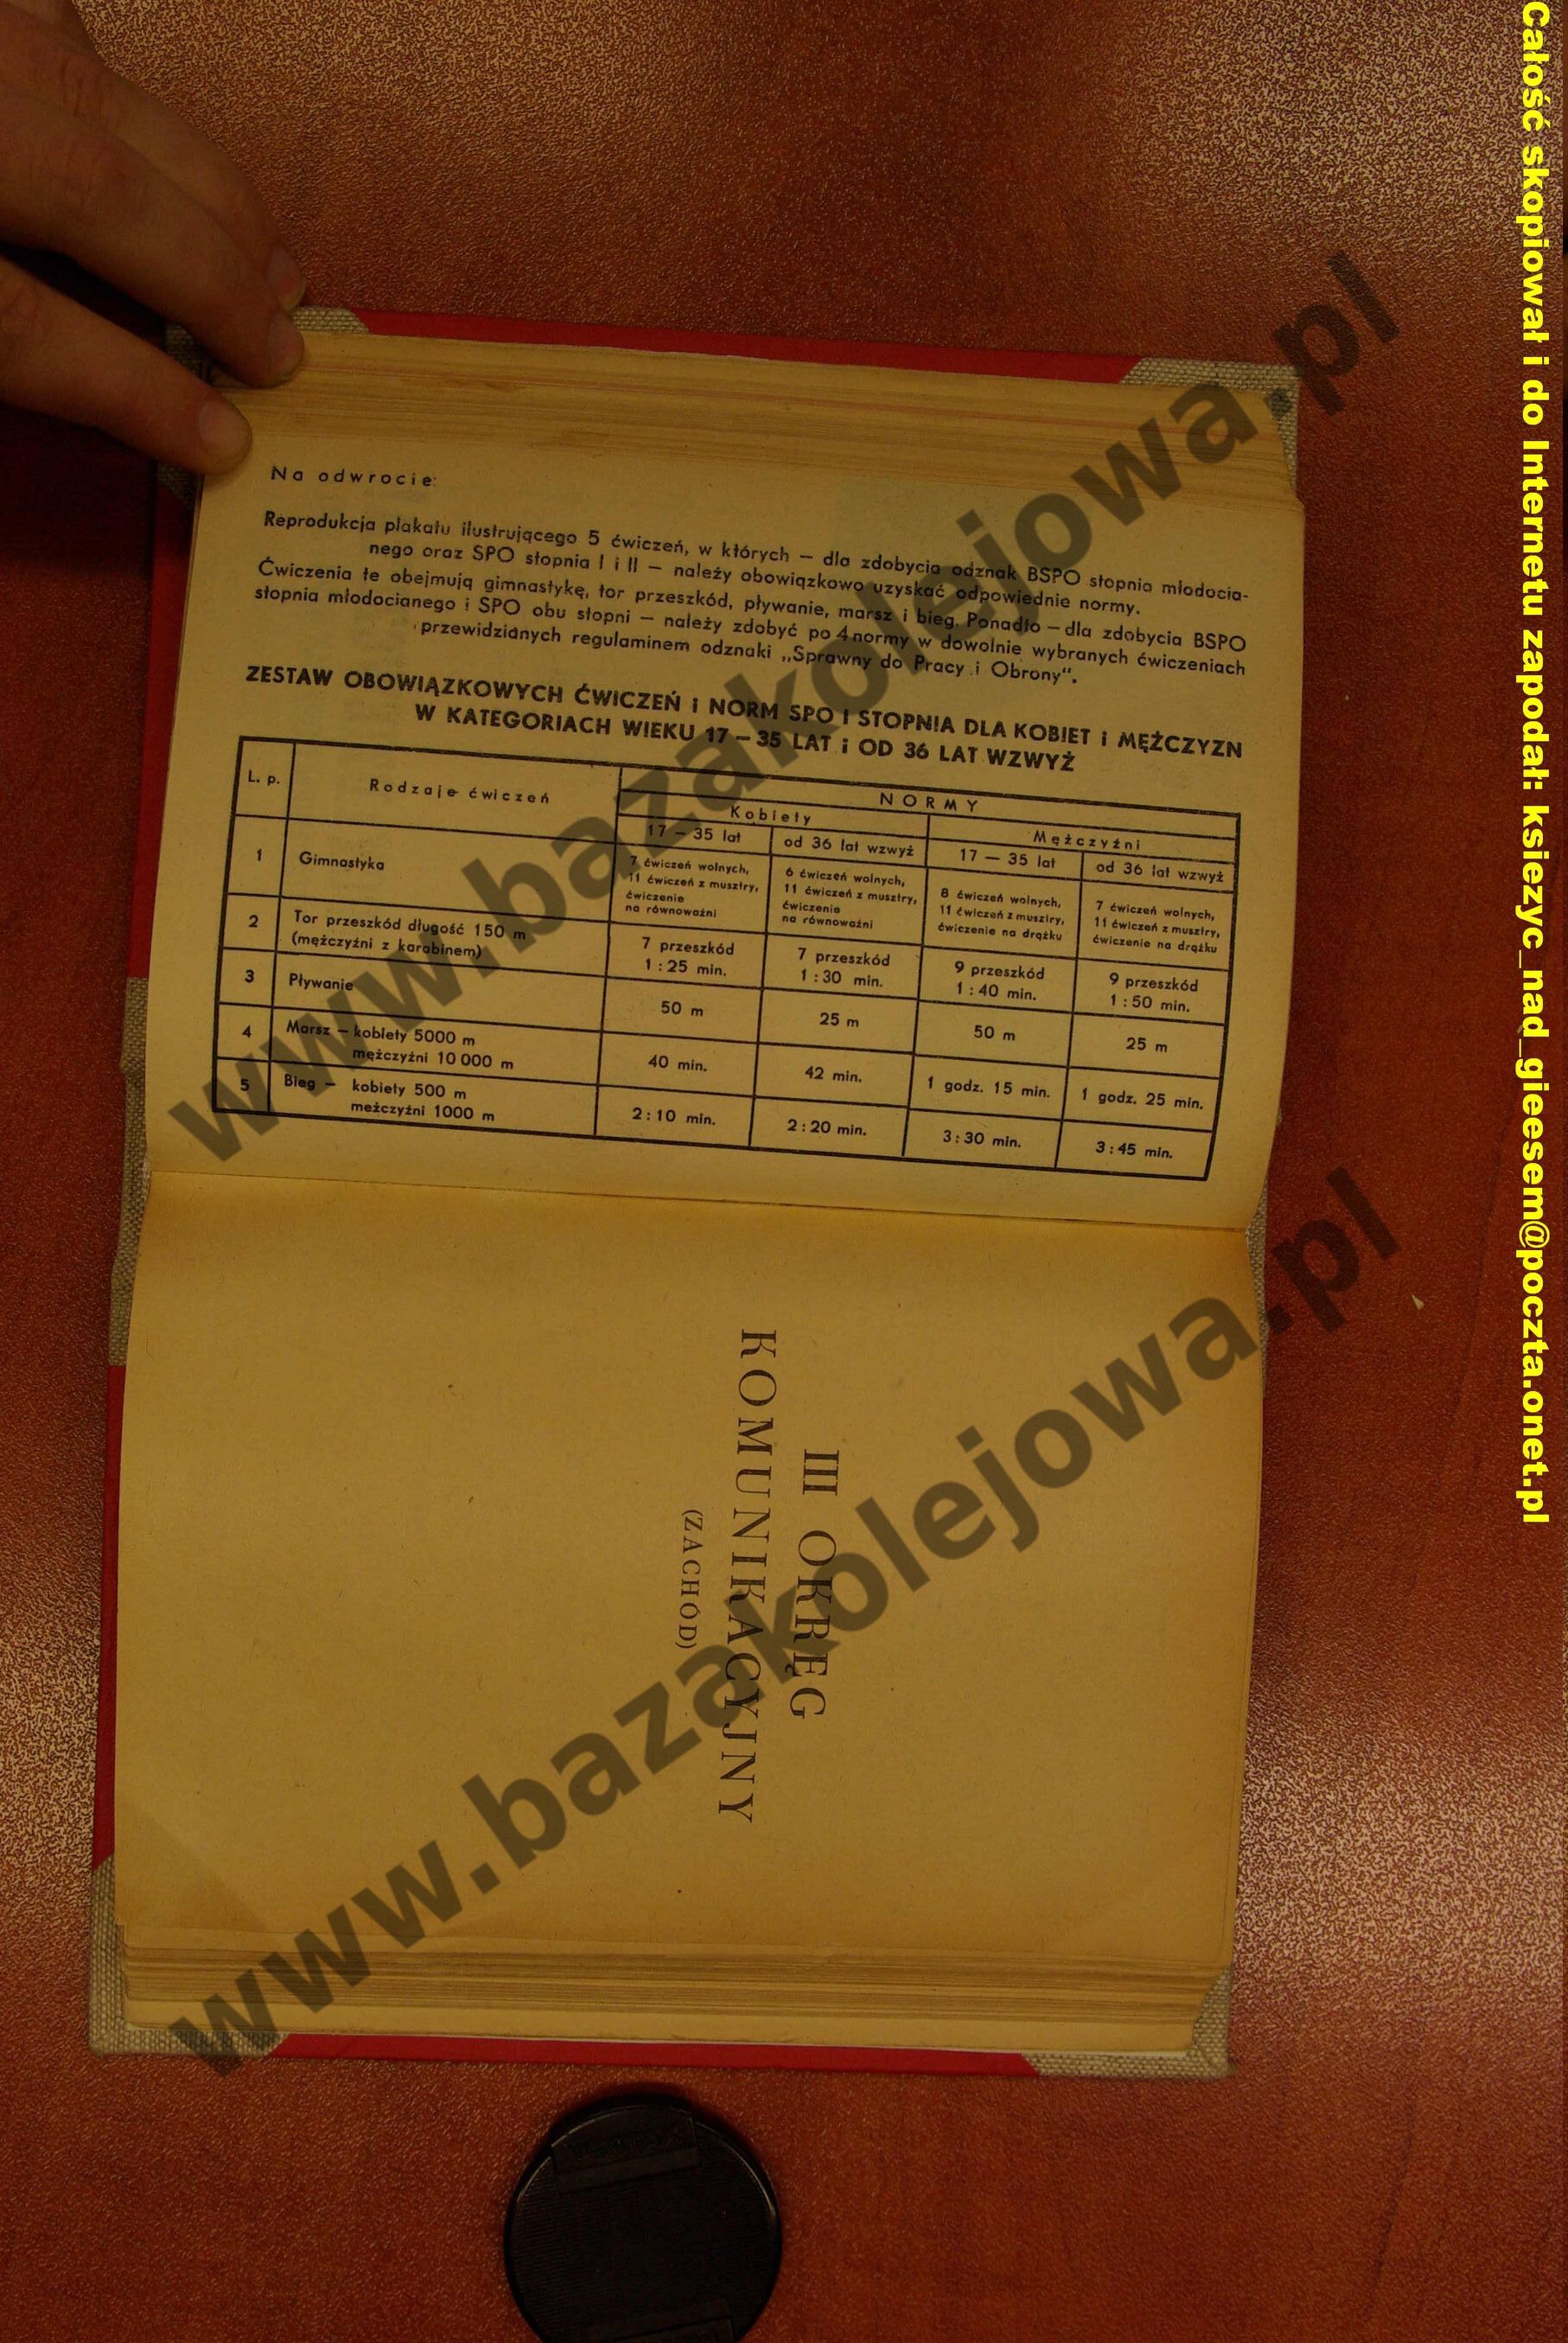 Na odwrocie:
Reprodukcja plakatu ilustrującego 5 ćwiczeń, w których — dla zdobycia odznak BSPO stopnia młodocia-
nego oraz SPO stopnia I i II — należy obowiązkowo uzyskać odpowiednie normy.
Ćwiczenia te obejmują gimnastykę, tor przeszkód, pływanie, marsz i bieg. Ponadto — dla zdobycia BSPO
stopnia młodocianego i SPO obu stopni — należy zdobyć po 4 normy w dowolnie wybranych ćwiczeniach
przewidzianych regulaminem odznaki „Sprawny do Pracy i Obrony".
ZESTAW OBOWIĄZKOWYCH ĆWICZEŃ i NORM SPO I STOPNIA DLA KOBIET i MĘŻCZYZN
W KATEGORIACH WIEKU 17 — 35 LAT i OD 36 LAT WZWYŻ
L. p. Rodzaje ćwiczeń NORMY
Kobiety Mężczyźni
17 — 35 lat od 36 lat wzwyż 17 — 35 lat od 36 lat wzwyż
1 Gimnastyka
7 ćwiczeń wolnych,
11 ćwiczeń z musztry,
ćwiczenie
na równoważni
6 ćwiczeń wolnych,
11 ćwiczeń z musztry,
ćwiczenie
na równoważni
8 ćwiczeń wolnych,
11 ćwiczeń z musztry,
ćwiczenie na drążku
7 ćwiczeń wolnych,
11 ćwiczeń z musztry,
ćwiczenie na drążku
2 Tor przeszkód długość 150 m
(mężczyźni z karabinem)
7 przeszkód
1 : 25 min.
7 przeszkód
1 : 30 min.
9 przeszkód
1 : 40 min.
9 przeszkód
1 : 50 min.
3 Pływanie 50 m 25 m 50 m 25 m
4 Marsz — kobiety 5000 m
mężczyźni 10 000 m
40 min. 42 min. 1 godz. 15 min. 1 godz. 25 min.
5 Bieg — kobiety 500 m
meżczyźni 1000 m
2 : 10 min. 2 : 20 min. 3 : 30 min. 3 : 45 min.
III OKRĘG
KOMUNIKACYJNY
(ZACHÓD)
www.bazakolejowa.pl
www.bazakolejowa.pl
Całość skopiował i do Internetu zapodał: ksiezyc_nad_gieesem@poczta.onet.pl